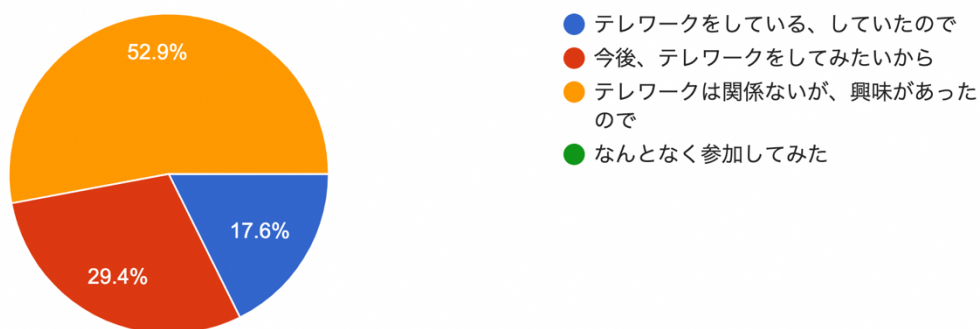 52.9%
17.6%
29.4%
テレワークをしている、していたので
今後、テレワークをしてみたいから
テレワークは関係ないが、興味があった
ので
なんとなく参加してみた